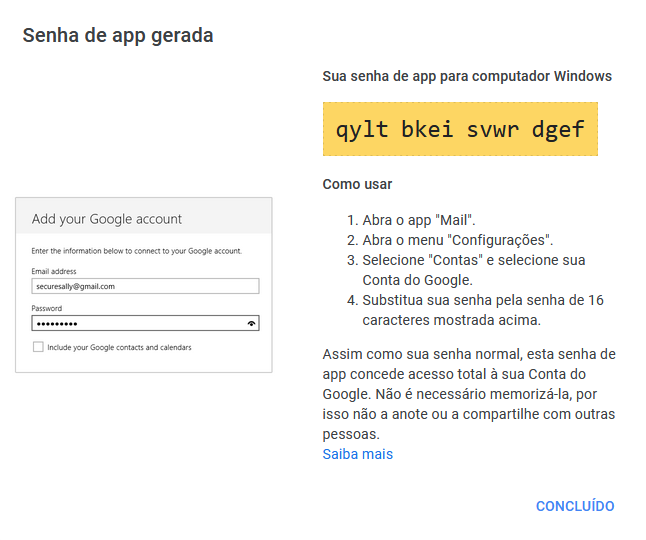 Senha de app gerada
Sua senha de app para computador Windows
qylt bkei svwr dgef
Como usar
1. Abra o app "Mail".
2. Abra o menu "Configurações".
3. Selecione "Contas" e selecione sua
Conta do Google.
4. Substitua sua senha pela senha de 16
caracteres mostrada acima.
Assim como sua senha normal, esta senha de
app concede acesso total à sua Conta do
Google. Não é necessário memorizá-la, por
isso não a anote ou a compartilhe com outras
pessoas.
Saiba mais
Add your Google account
Enter the information below to connect to your Google account.
Email address
securesally@gmail.com
Password
•••••••••
Include your Google contacts and calendars
CONCLUÍDO